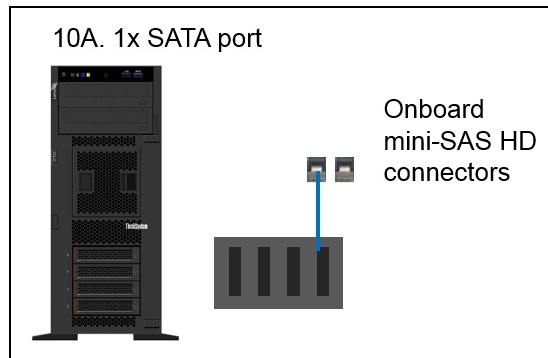 10A. 1x SATA port
Onboard
mini-SAS HD
connectors
ThinkSystem